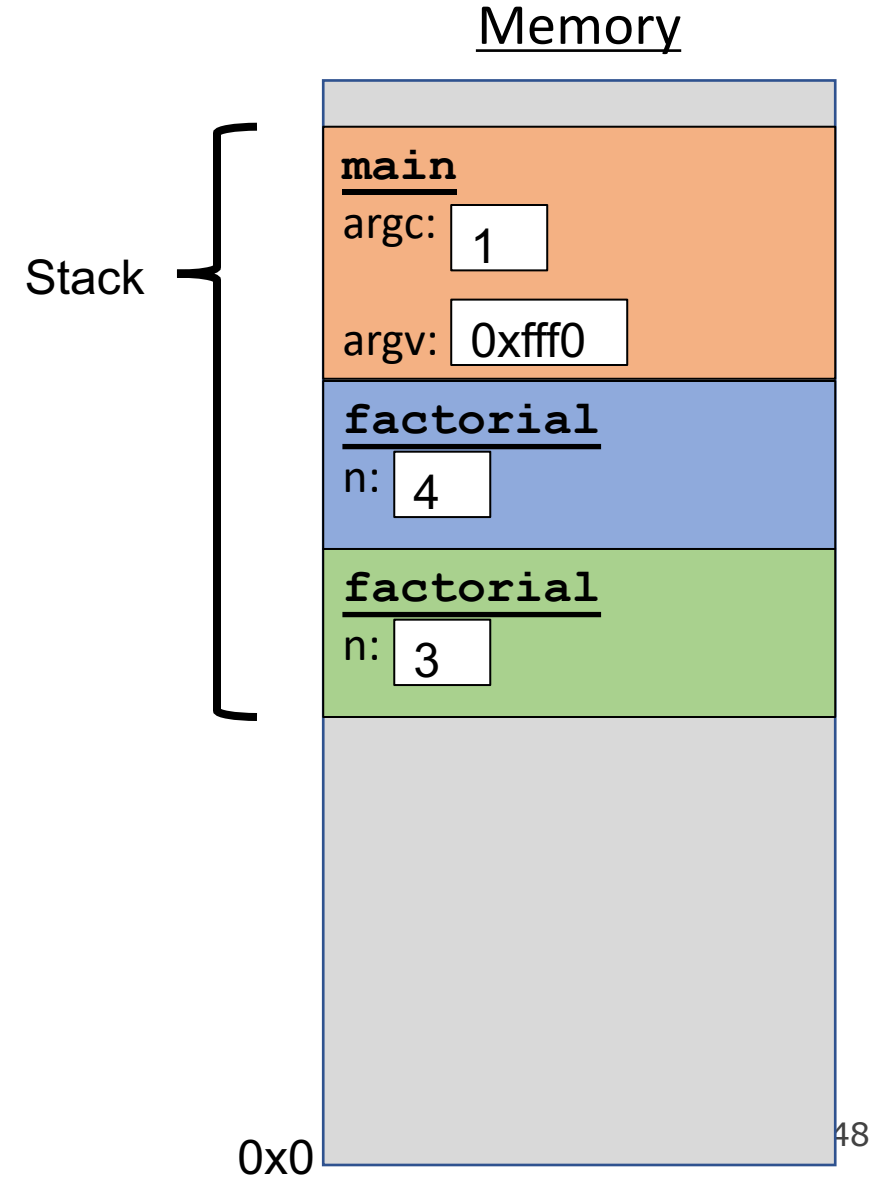 Memory
Stack
main
argc: 1
argv: 0xfff0
factorial
n: 4
factorial
n: 3
0x0
48